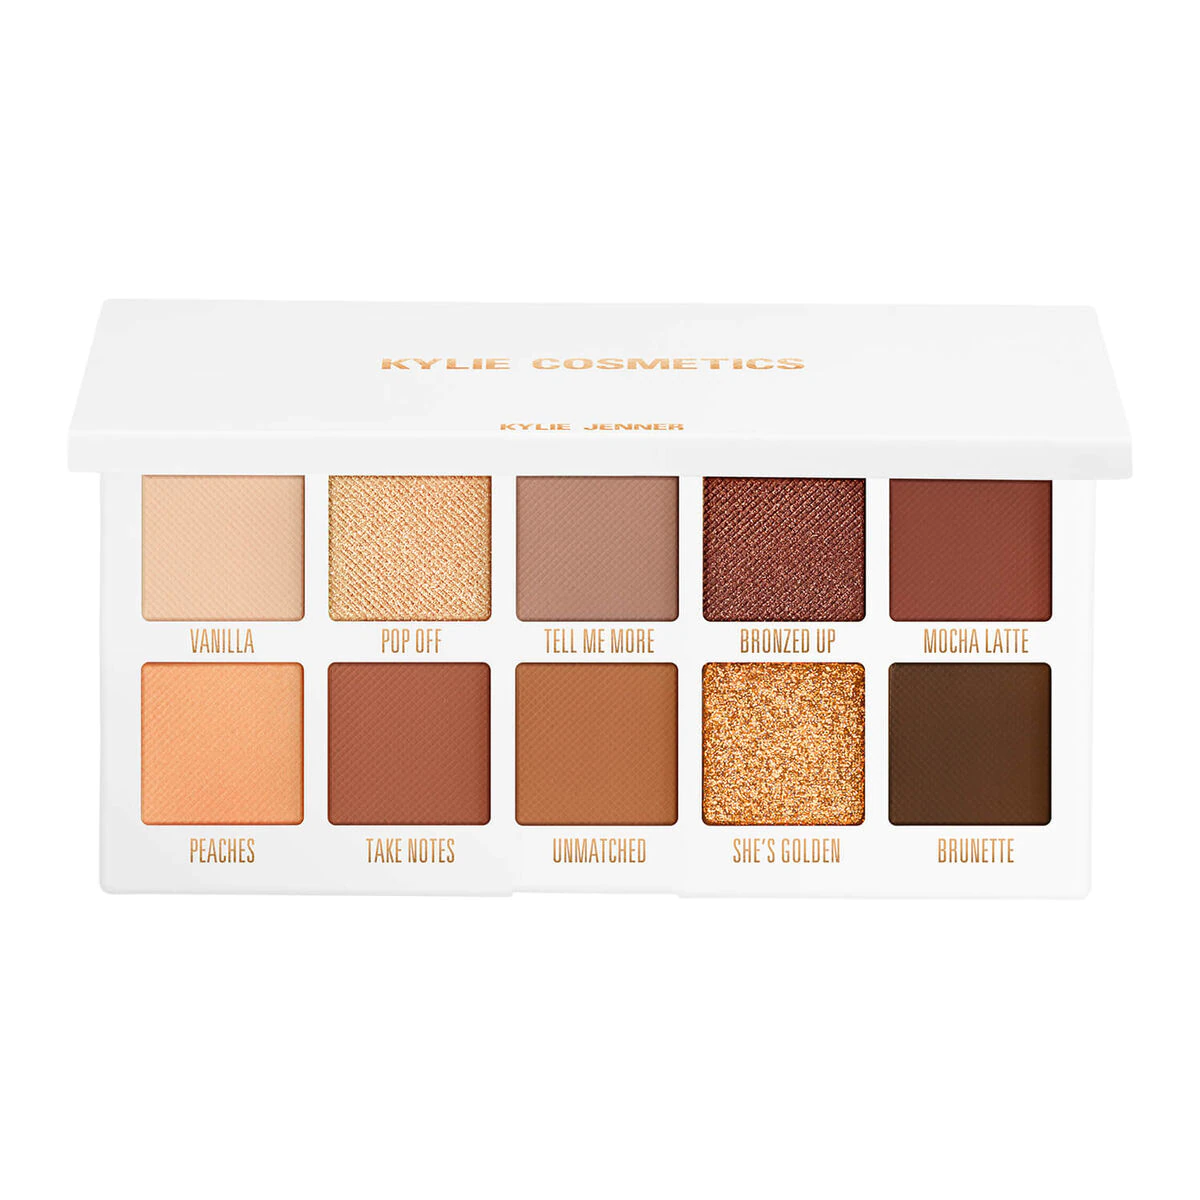 KYLIE COSMETICS
KYLIE JENNER
VANILLA
POP OFF
TELL ME MORE
BRONZED UP
MOCHA LATTE
PEACHES
TAKE NOTES
UNMATCHED
SHE'S GOLDEN
BRUNETTE